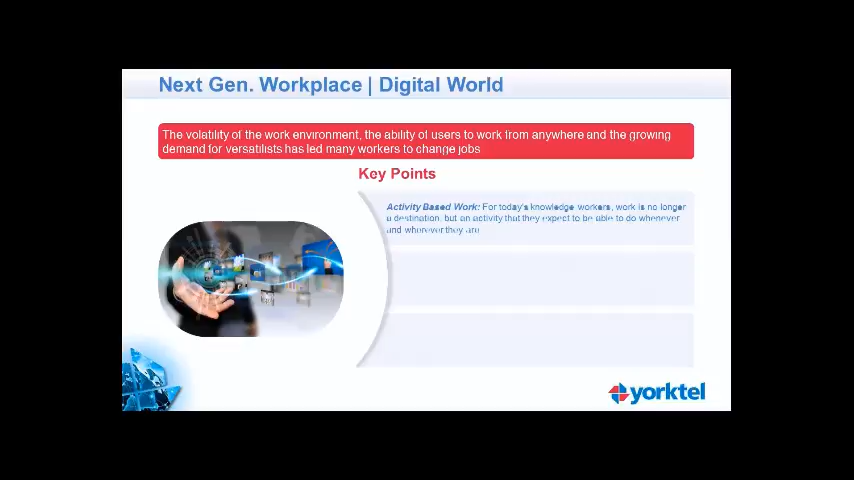 Next Gen. Workplace | Digital World
The volatility of the work environment, the ability of users to work from anywhere and the growing
demand for versatilists has led many workers to change jobs
Key Points
Activity Based Work: For today's knowledge workers, work is no longer
a destination, but an activity that they expect to be able to do whenever
and wherever they are
yorktel